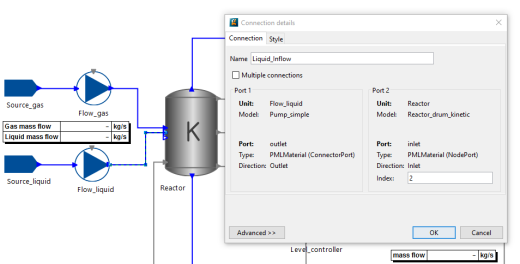 Connection details
Connection Style
Name Liquid_Inflow
Multiple connections
Port 1
Unit: Flow_liquid
Model: Pump_simple
Port: outlet
Type: PMLMaterial (ConnectorPort)
Direction: Outlet
Port 2
Unit: Reactor
Model: Reactor_drum_kinetic
Port: inlet
Type: PMLMaterial (NodePort)
Direction: Inlet
Index: 2
Advanced >>
OK
Cancel
Source_gas
Flow_gas
Gas mass flow - kg/s
Liquid mass flow - kg/s
Source_liquid
Flow_liquid
K
Reactor
Level_controller
mass flow - kg/s